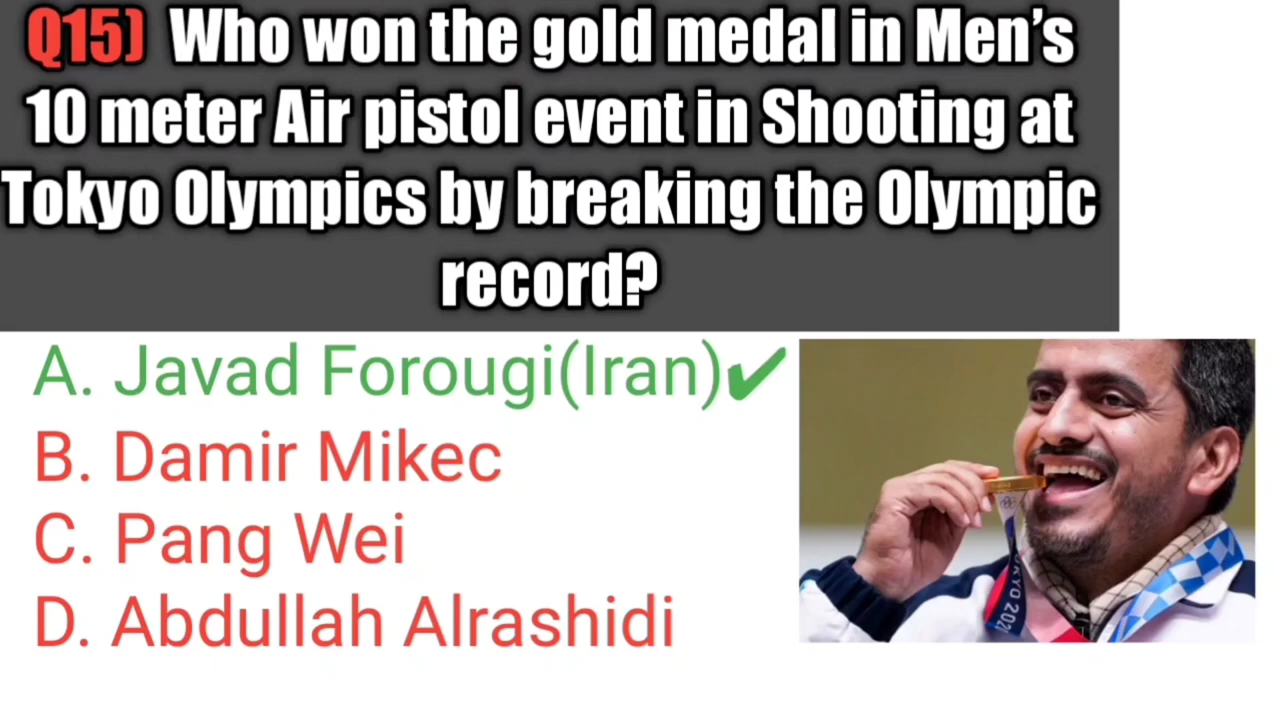 Q15) Who won the gold medal in Men's
10 meter Air pistol event in Shooting at
Tokyo Olympics by breaking the Olympic
record?
A. Javad Forougi(Iran)✔
B. Damir Mikec
C. Pang Wei
D. Abdullah Alrashidi